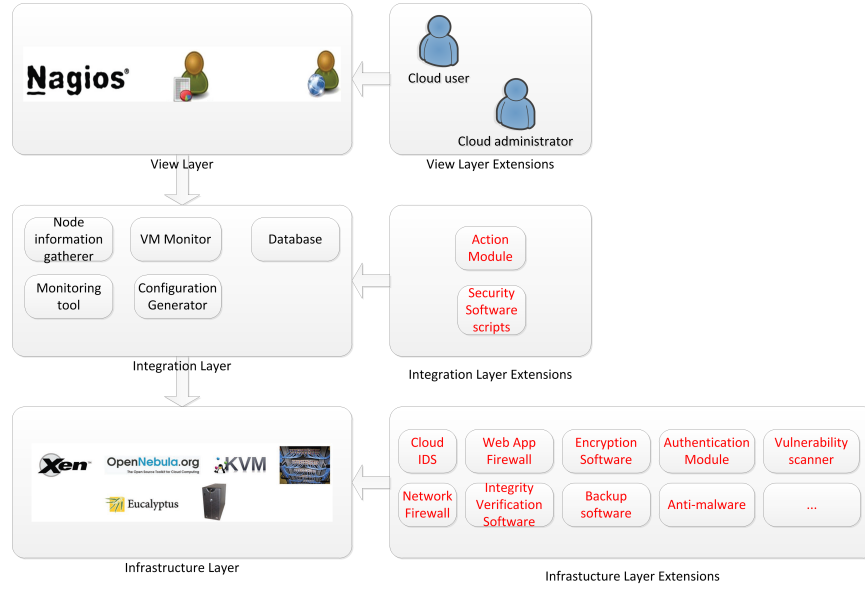 Nagios®
Cloud user
Cloud administrator
View Layer
View Layer Extensions
Node
information
gatherer
VM Monitor
Database
Monitoring
tool
Configuration
Generator
Action
Module
Security
Software
scripts
Integration Layer
Integration Layer Extensions
Xen™
OpenNebula.org
The Open Source Toolkit for Cloud Computing
KVM
Eucalyptus
Cloud
IDS
Web App
Firewall
Encryption
Software
Authentication
Module
Vulnerability
scanner
Network
Firewall
Integrity
Verification
Software
Backup
software
Anti-malware
...
Infrastructure Layer
Infrastucture Layer Extensions